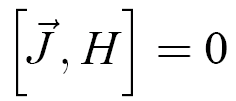 [J⃗, H] = 0